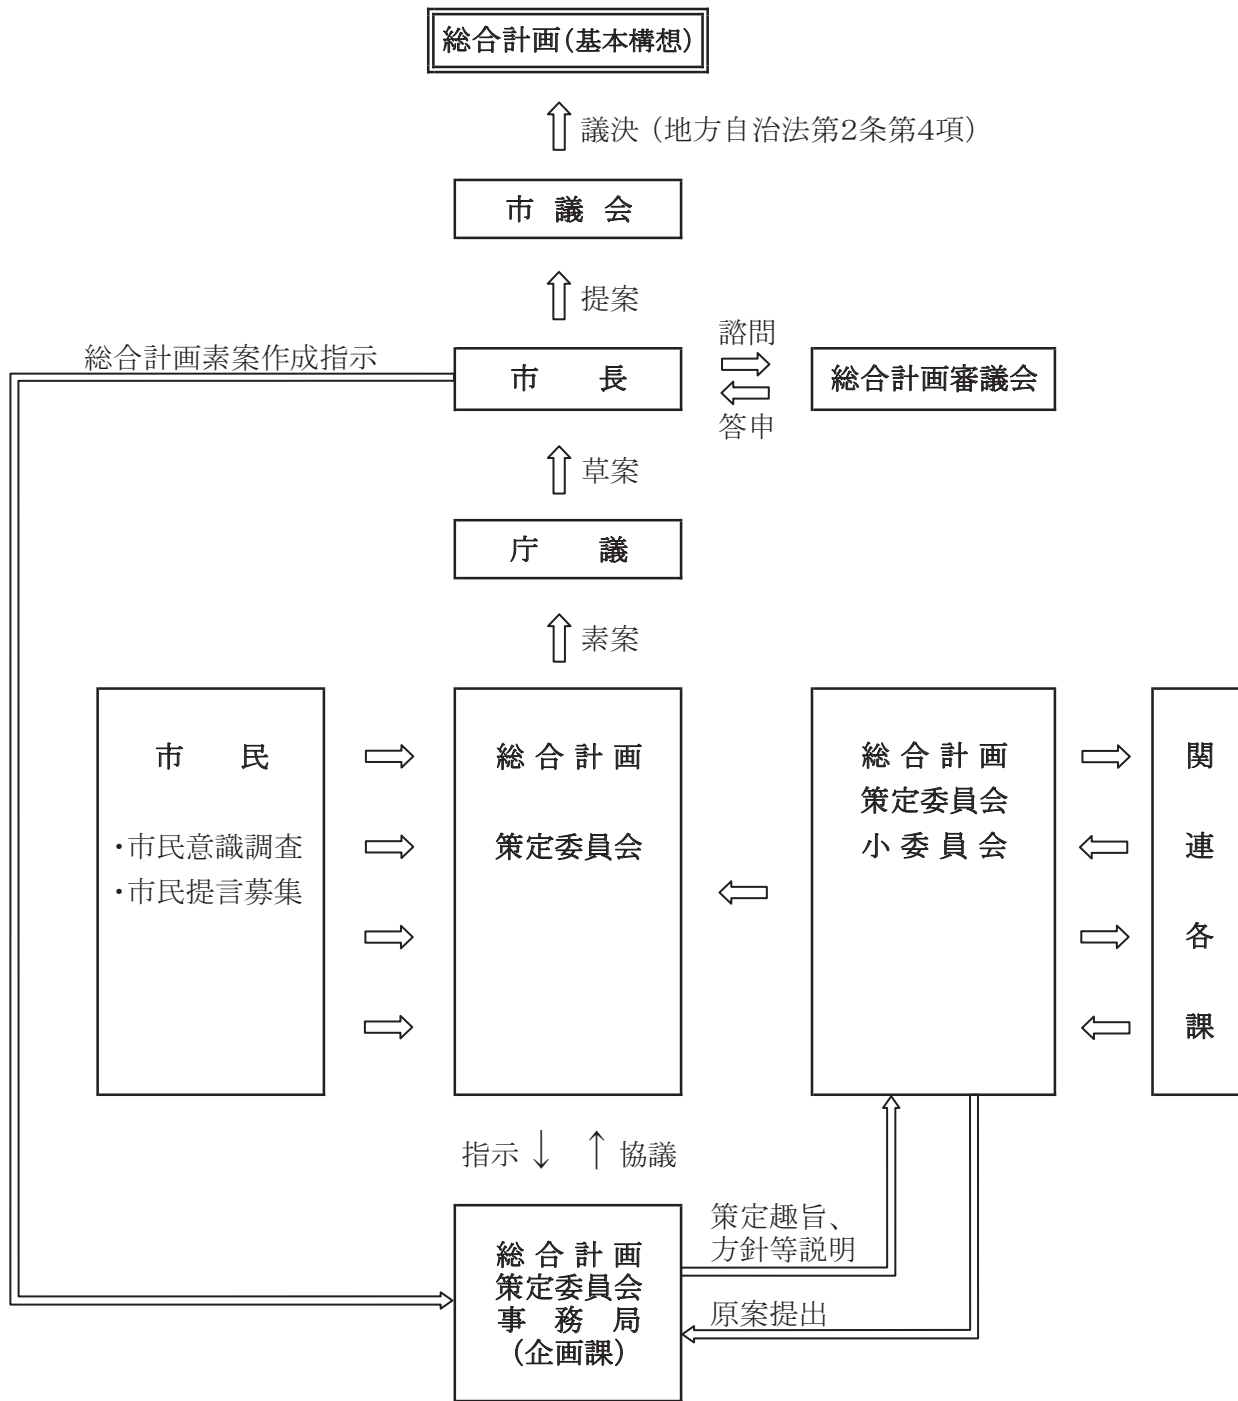 総合計画(基本構想)
議決（地方自治法第2条第4項）
市議会
提案
総合計画素案作成指示
市長
諮問
答申
総合計画審議会
草案
庁議
素案
市民
・市民意識調査
・市民提言募集
総合計画
策定委員会
総合計画
策定委員会
小委員会
関
連
各
課
指示↓ ↑協議
策定趣旨、
方針等説明
総合計画
策定委員会
事務局
(企画課)
原案提出